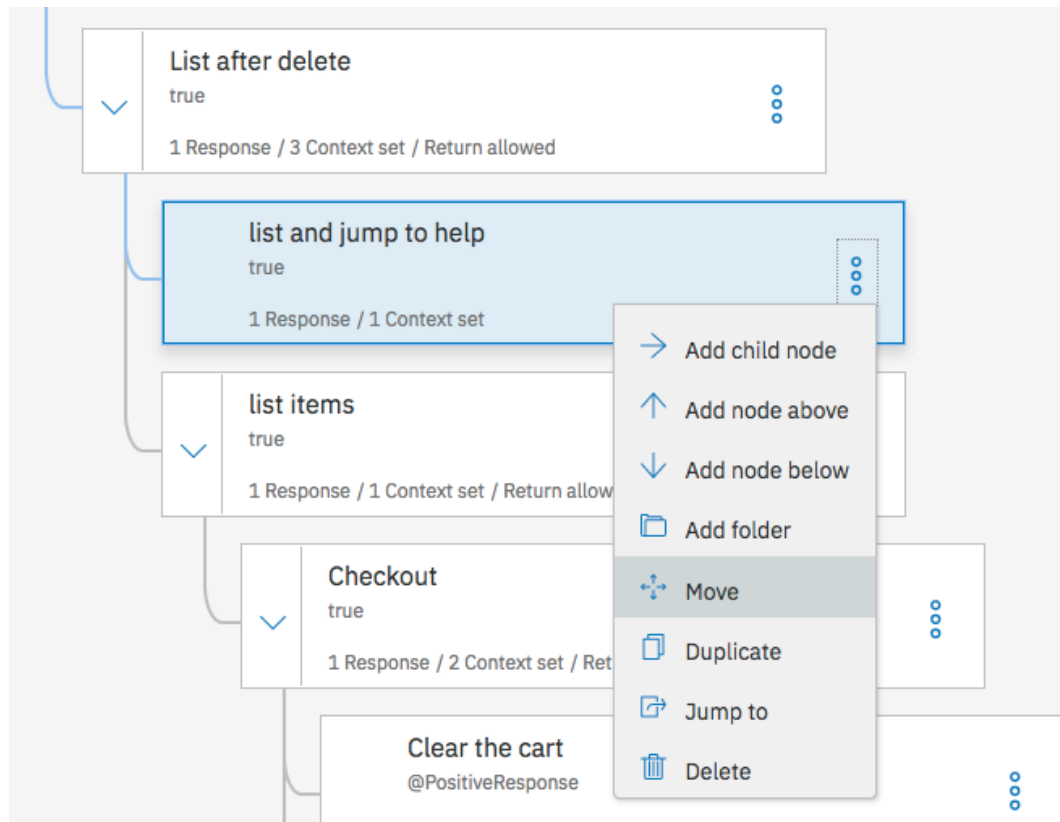 List after delete
true
1 Response / 3 Context set / Return allowed
list and jump to help
true
1 Response / 1 Context set
Add child node
Add node above
Add node below
Add folder
Move
Duplicate
Jump to
Delete
list items
true
1 Response / 1 Context set / Return allow
Checkout
true
1 Response / 2 Context set / Ret
Clear the cart
@PositiveResponse